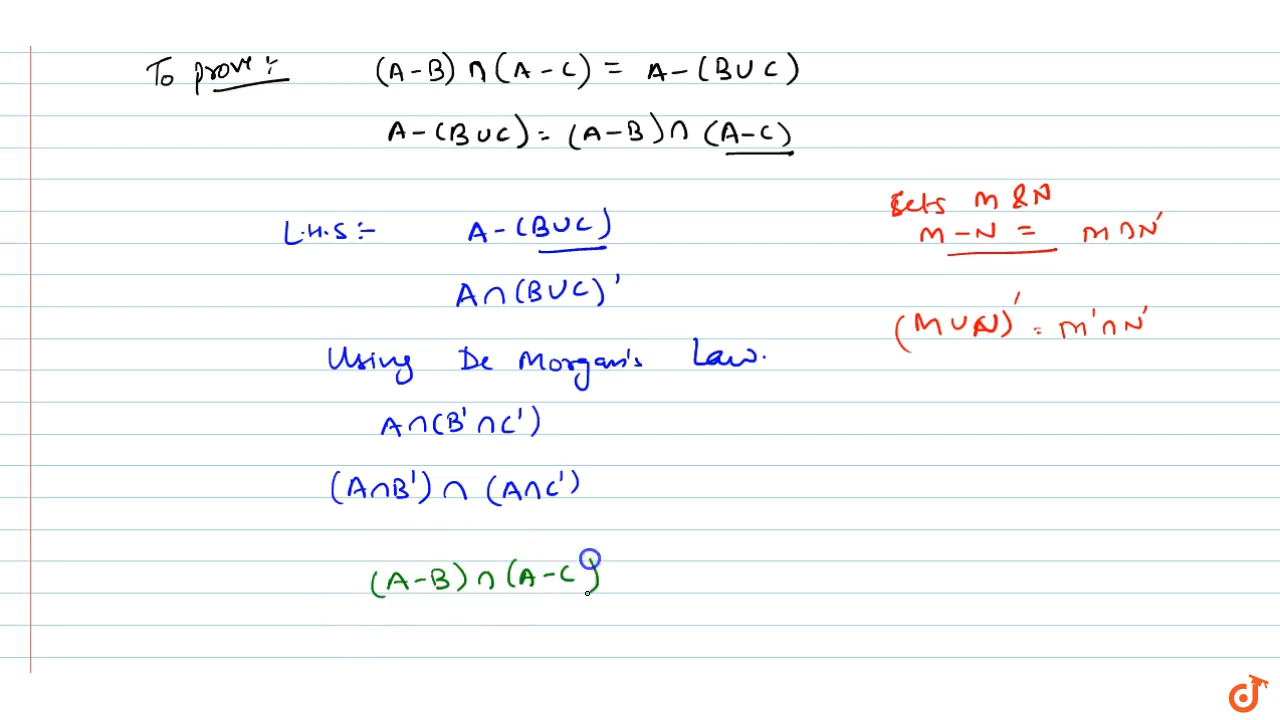 To prove :- (A-B) ∩ (A-C) = A-(B∪C)
A-(B∪C) = (A-B) ∩ (A-C)
Sets M & N
L.H.S :- A-(B∪C)
M-N = M∩N'
A∩(B∪C)'
(M∪N)' = M'∩N'
Using De Morgan's Law.
A∩(B'∩C')
(A∩B') ∩ (A∩C')
(A-B) ∩ (A-C)